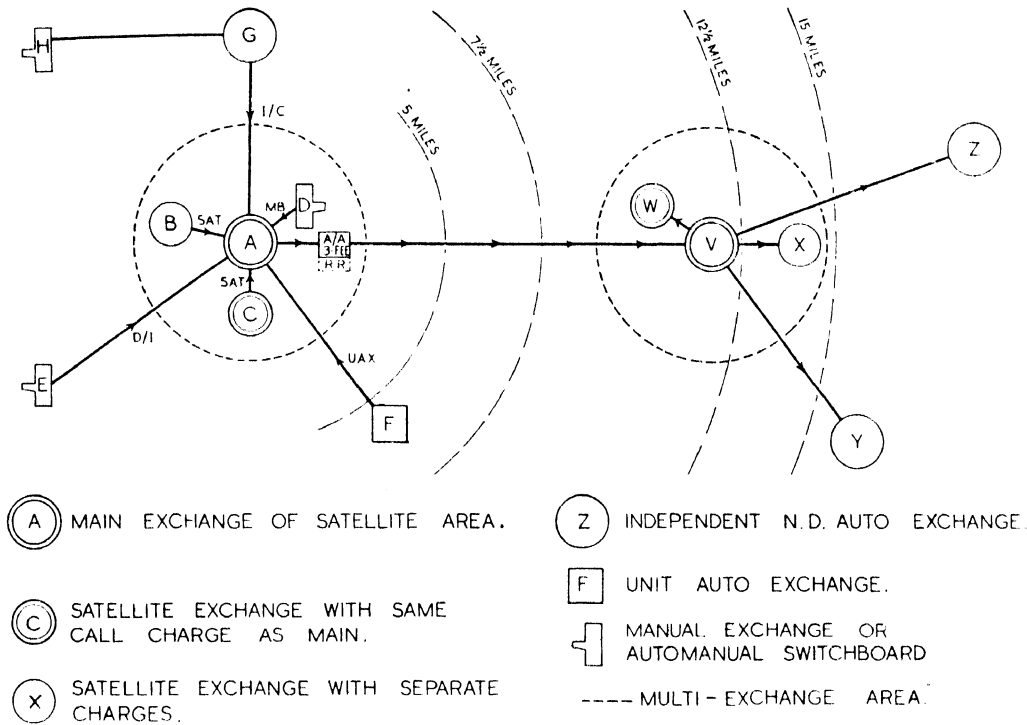 H
G
I/C
5 MILES
7½ MILES
12½ MILES
15 MILES
Z
W
V
X
Y
B
SAT
MB
D
A
A/A
3·FEE
R R
SAT
C
D/I
E
UAX
F
A MAIN EXCHANGE OF SATELLITE AREA.
C SATELLITE EXCHANGE WITH SAME
CALL CHARGE AS MAIN.
X SATELLITE EXCHANGE WITH SEPARATE
CHARGES.
Z INDEPENDENT N.D. AUTO EXCHANGE.
F UNIT AUTO EXCHANGE.
MANUAL EXCHANGE OR
AUTOMANUAL SWITCHBOARD
MULTI-EXCHANGE AREA.